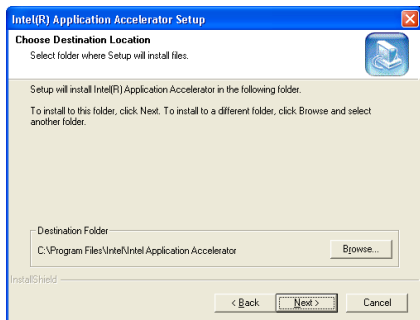 Intel(R) Application Accelerator Setup
Choose Destination Location
Select folder where Setup will install files.
Setup will install Intel(R) Application Accelerator in the following folder.
To install to this folder, click Next. To install to a different folder, click Browse and select
another folder.
Destination Folder
C:\Program Files\Intel\Intel Application Accelerator
Browse...
InstallShield
< Back
Next >
Cancel